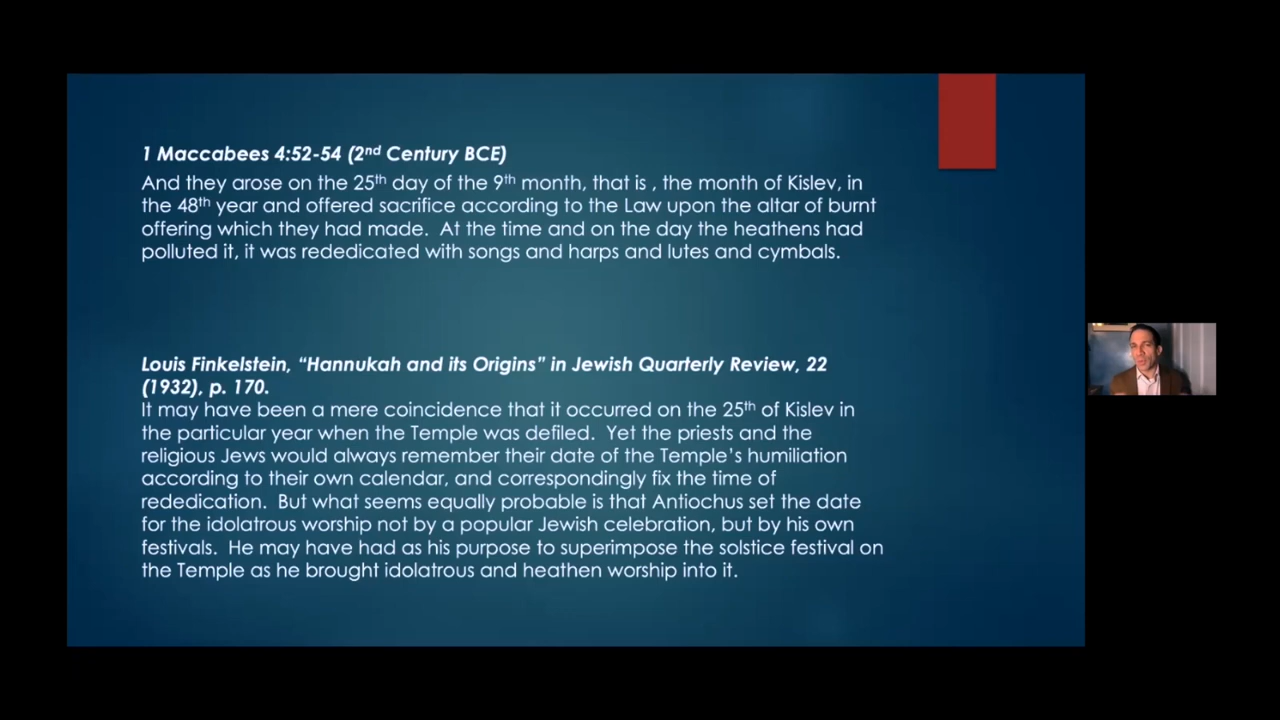 1 Maccabees 4:52-54 (2nd Century BCE)
And they arose on the 25th day of the 9th month, that is , the month of Kislev, in
the 48th year and offered sacrifice according to the Law upon the altar of burnt
offering which they had made.  At the time and on the day the heathens had
polluted it, it was rededicated with songs and harps and lutes and cymbals.
Louis Finkelstein, “Hannukah and its Origins” in Jewish Quarterly Review, 22
(1932), p. 170.
It may have been a mere coincidence that it occurred on the 25th of Kislev in
the particular year when the Temple was defiled.  Yet the priests and the
religious Jews would always remember their date of the Temple’s humiliation
according to their own calendar, and correspondingly fix the time of
rededication.  But what seems equally probable is that Antiochus set the date
for the idolatrous worship not by a popular Jewish celebration, but by his own
festivals.  He may have had as his purpose to superimpose the solstice festival on
the Temple as he brought idolatrous and heathen worship into it.